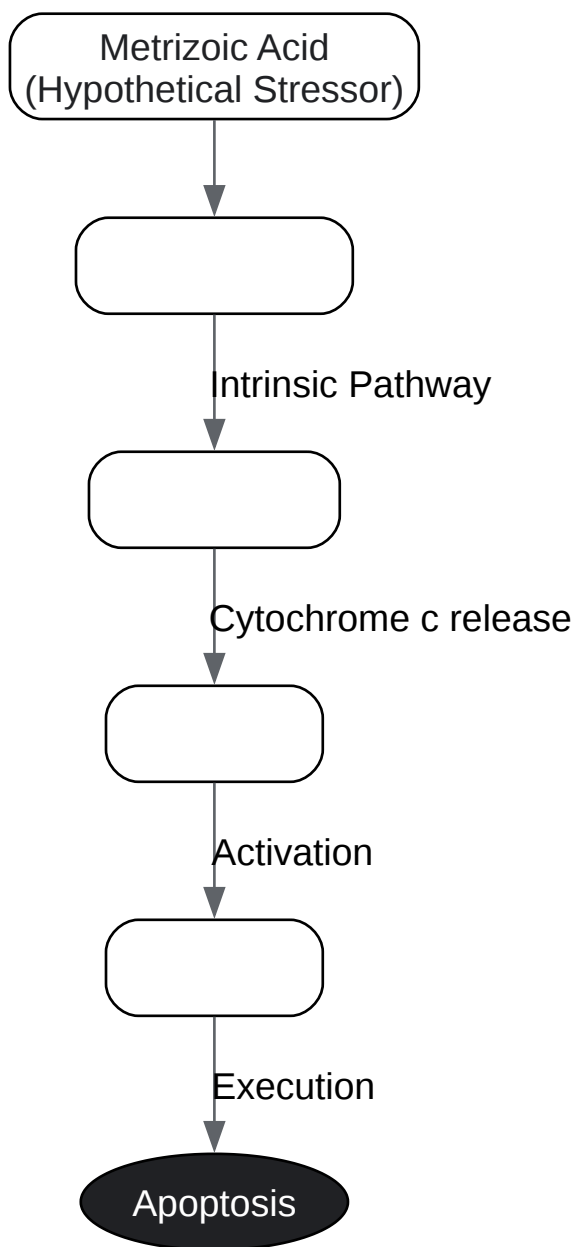 Metrizoic Acid
(Hypothetical Stressor)
Intrinsic Pathway
Cytochrome c release
Activation
Execution
Apoptosis